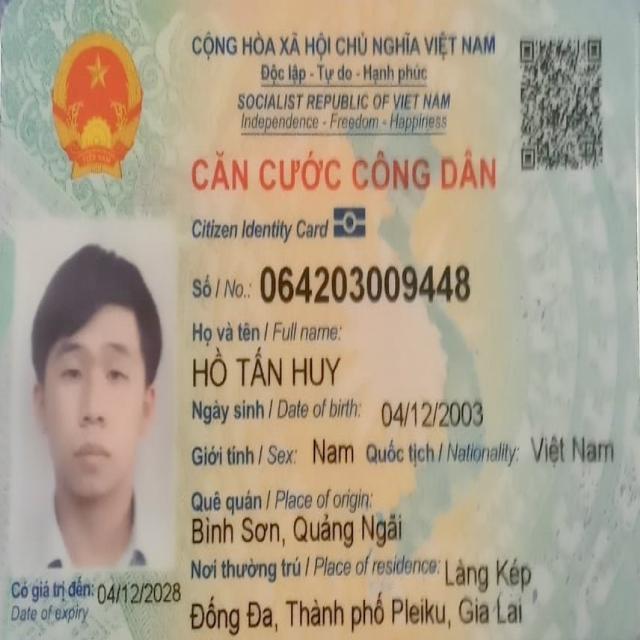 CỘNG HÒA XÃ HỘI CHỦ NGHĨA VIỆT NAM
Độc lập - Tự do - Hạnh phúc
SOCIALIST REPUBLIC OF VIET NAM
Independence - Freedom - Happiness
CĂN CƯỚC CÔNG DÂN
Citizen Identity Card
Số / No.: 064203009448
Họ và tên / Full name:
HỒ TẤN HUY
Ngày sinh / Date of birth: 04/12/2003
Giới tính / Sex: Nam Quốc tịch / Nationality: Việt Nam
Quê quán / Place of origin:
Bình Sơn, Quảng Ngãi
Nơi thường trú / Place of residence: Làng Kép
Đống Đa, Thành phố Pleiku, Gia Lai
Có giá trị đến: 04/12/2028
Date of expiry